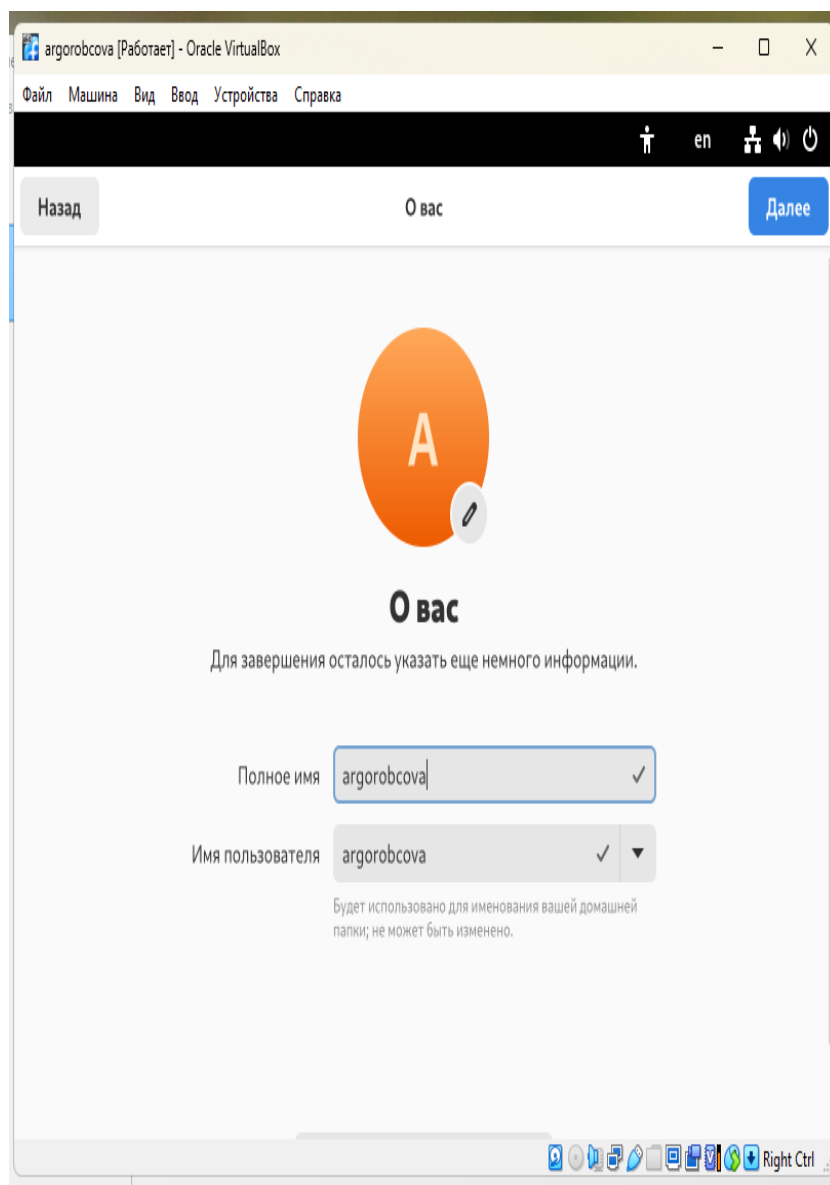 argorobcova [Работает] - Oracle VirtualBox
Файл Машина Вид Ввод Устройства Справка
en
Назад О вас Далее
A
О вас
Для завершения осталось указать еще немного информации.
Полное имя argorobcova
Имя пользователя argorobcova
Будет использовано для именования вашей домашней
папки; не может быть изменено.
Right Ctrl